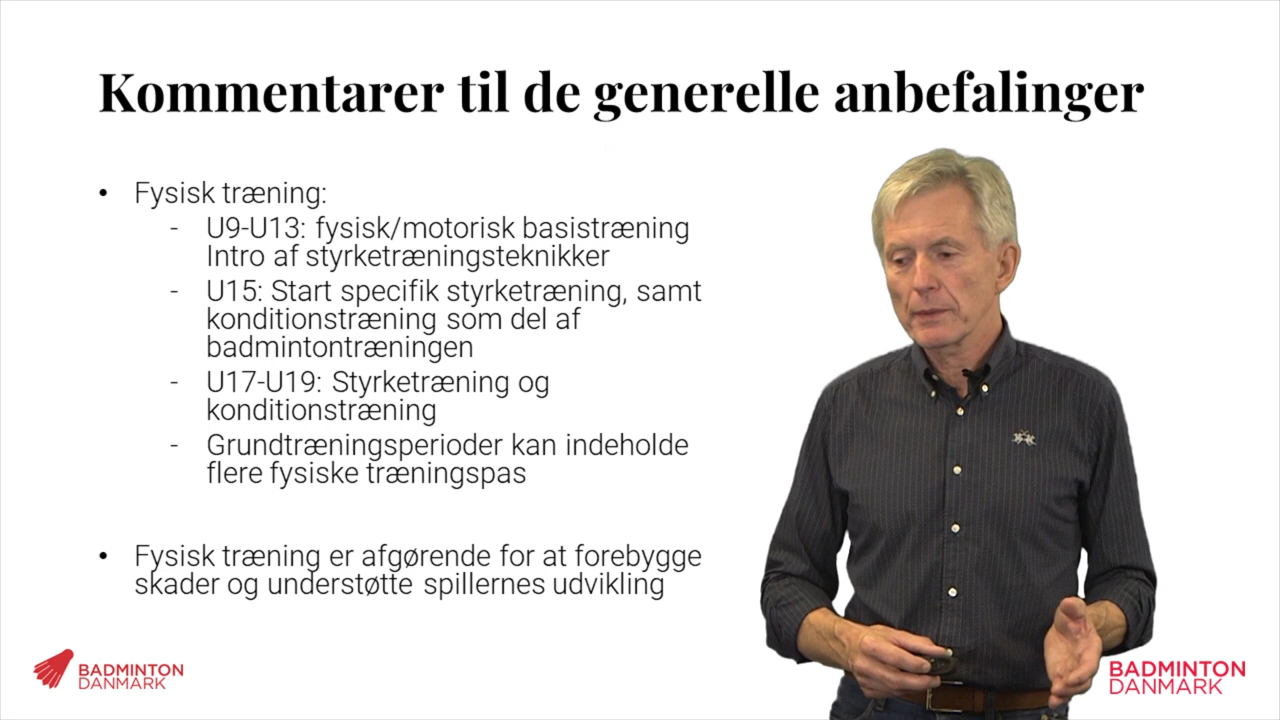 Kommentarer til de generelle anbefalinger
• Fysisk træning:
- U9-U13: fysisk/motorisk basistræning
Intro af styrketræningsteknikker
- U15: Start specifik styrketræning, samt
konditionstræning som del af
badmintontræningen
- U17-U19: Styrketræning og
konditionstræning
- Grundtræningsperioder kan indeholde
flere fysiske træningspas
• Fysisk træning er afgørende for at forebygge
skader og understøtte spillernes udvikling
BADMINTON
DANMARK
BADMINTON
DANMARK